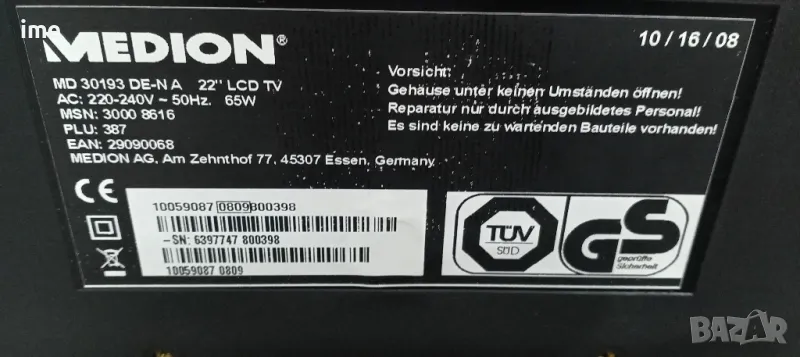 imo
MEDION®
10/16/08
MD 30193 DE-N A 22'' LCD TV
AC: 220-240V ~ 50Hz. 65W
MSN: 3000 8616
PLU: 387
EAN: 29090068
MEDION AG, Am Zehnthof 77, 45307 Essen, Germany
Vorsicht:
Gehäuse unter keinen Umständen öffnen!
Reparatur nur durch ausgebildetes Personal!
Es sind keine zu wartenden Bauteile vorhanden!
CE
10059087 0809B00398
-SN: 6397747 800398
10059087 0809
TÜV
SÜD
GS
geprüfte
Sicherheit
BAZAR